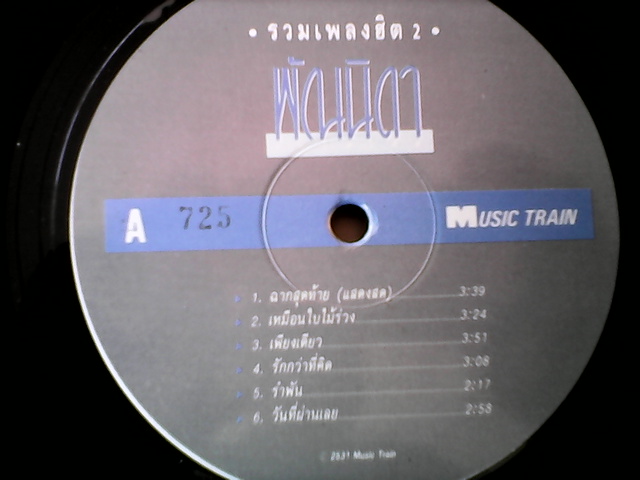 • รวมเพลงฮิต 2 •
พัณนิดา
A 725 MUSIC TRAIN
1. ฉากสุดท้าย (แสดงสด) 3:39
2. เหมือนใบไม้ร่วง 3:24
3. เพียงเดียว 3:51
4. รักกว่าที่คิด 3:08
5. รำพัน 2:17
6. วันที่ผ่านเลย 2:58
© 2531 Music Train